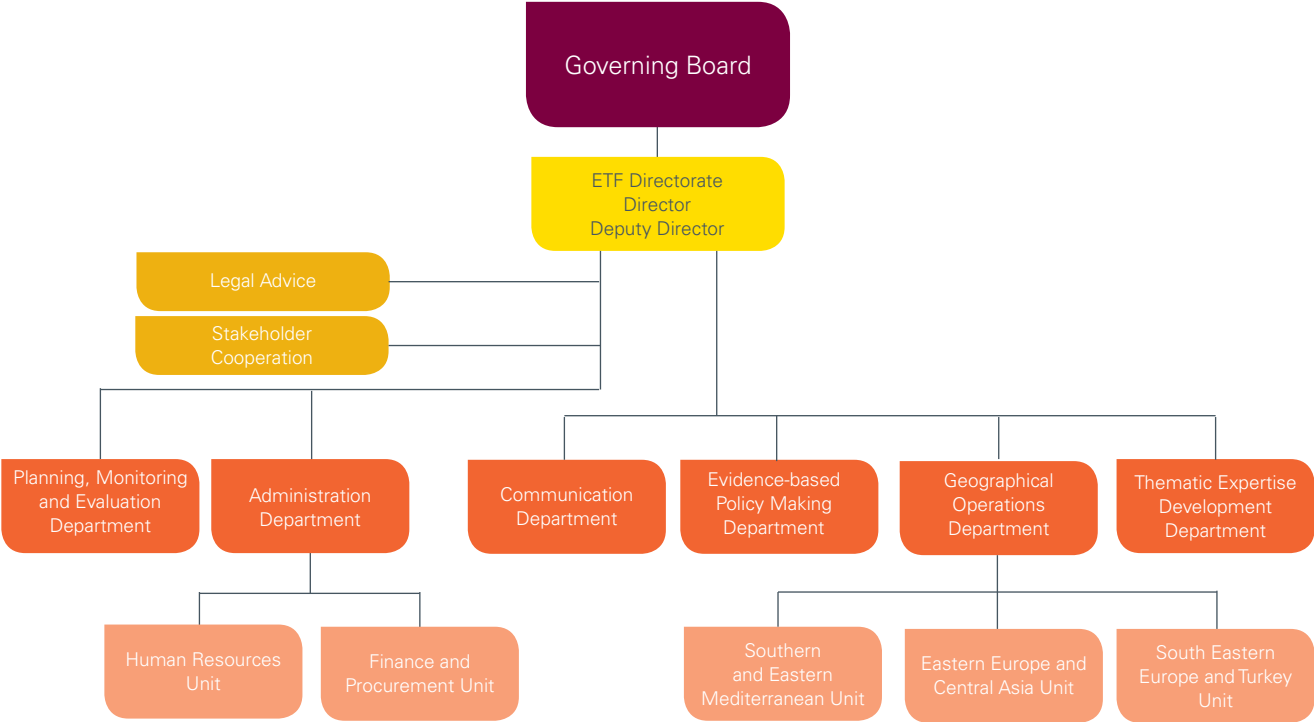 Governing Board
ETF Directorate
Director
Deputy Director
Legal Advice
Stakeholder
Cooperation
Planning, Monitoring
and Evaluation
Department
Administration
Department
Communication
Department
Evidence-based
Policy Making
Department
Geographical
Operations
Department
Thematic Expertise
Development
Department
Human Resources
Unit
Finance and
Procurement Unit
Southern
and Eastern
Mediterranean Unit
Eastern Europe and
Central Asia Unit
South Eastern
Europe and Turkey
Unit